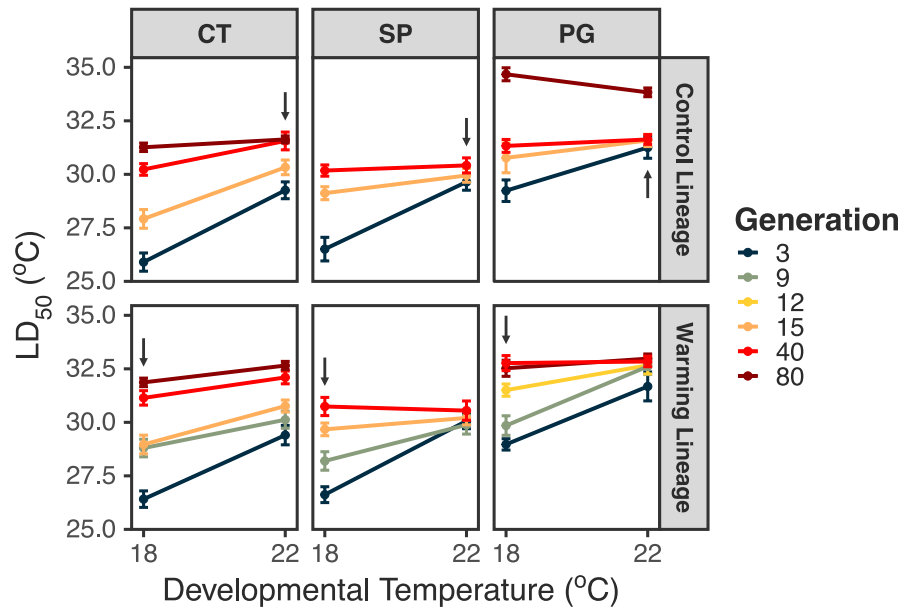 CT SP PG
35.0
32.5
30.0
27.5
25.0
Control Lineage
35.0
32.5
30.0
27.5
25.0
Warming Lineage
LD50 (oC)
18 22 18 22 18 22
Developmental Temperature (oC)
Generation
3
9
12
15
40
80